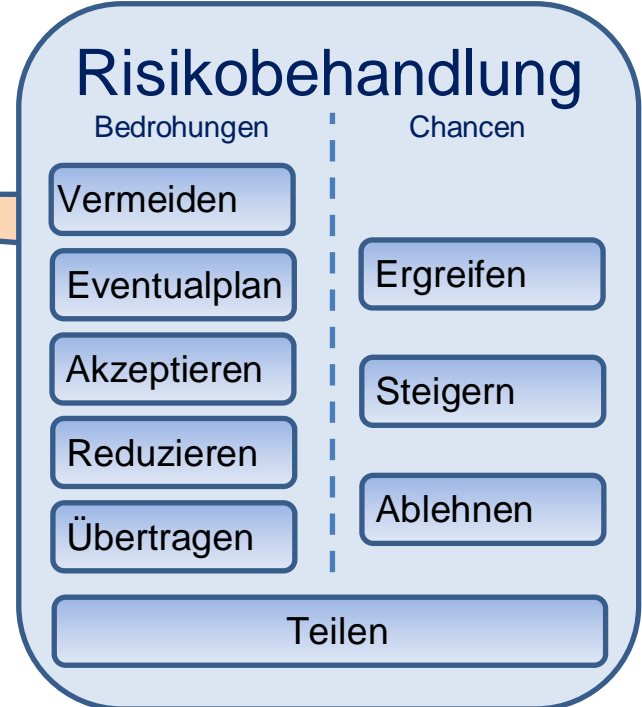 Risikobehandlung
Bedrohungen
Chancen
Vermeiden
Eventualplan
Akzeptieren
Reduzieren
Übertragen
Ergreifen
Steigern
Ablehnen
Teilen